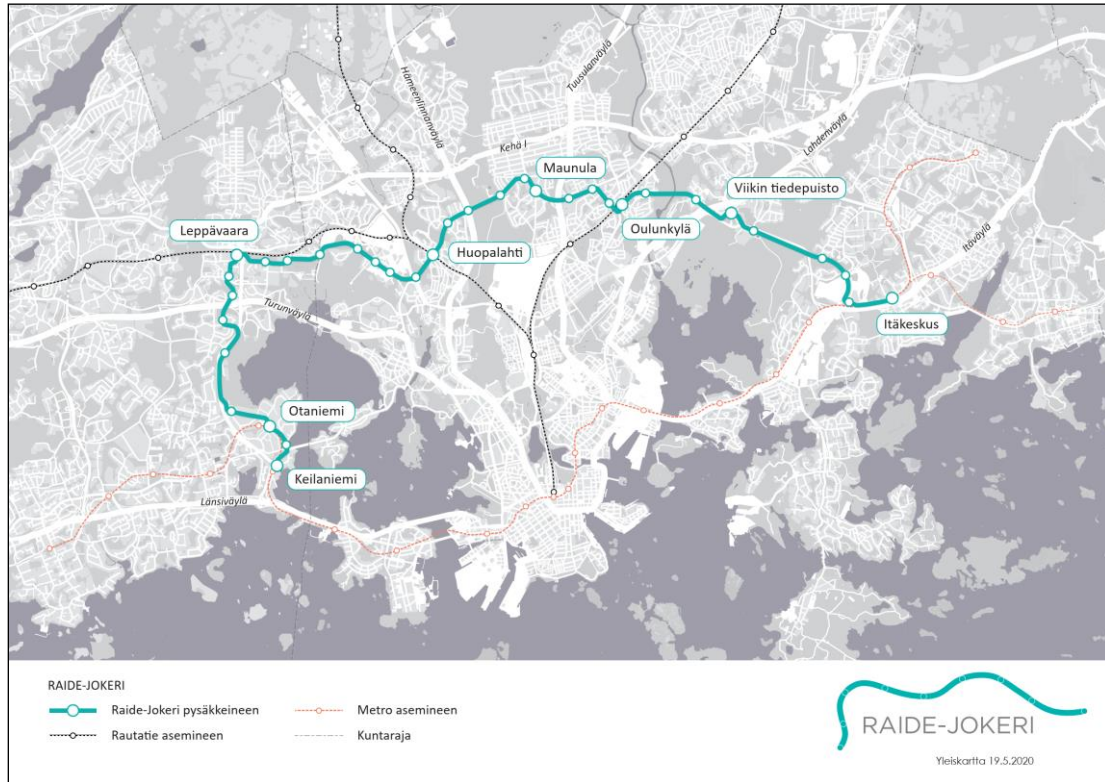 Hämeenlinnanväylä
Tuusulanväylä
Kehä I
Lahdenväylä
Maunula
Viikin tiedepuisto
Oulunkylä
Leppävaara
Huopalahti
Itäväylä
Turunväylä
Itäkeskus
Otaniemi
Keilaniemi
Länsiväylä
RAIDE-JOKERI
Raide-Jokeri pysäkkeineen
Metro asemineen
Rautatie asemineen
Kuntaraja
RAIDE-JOKERI
Yleiskartta 19.5.2020